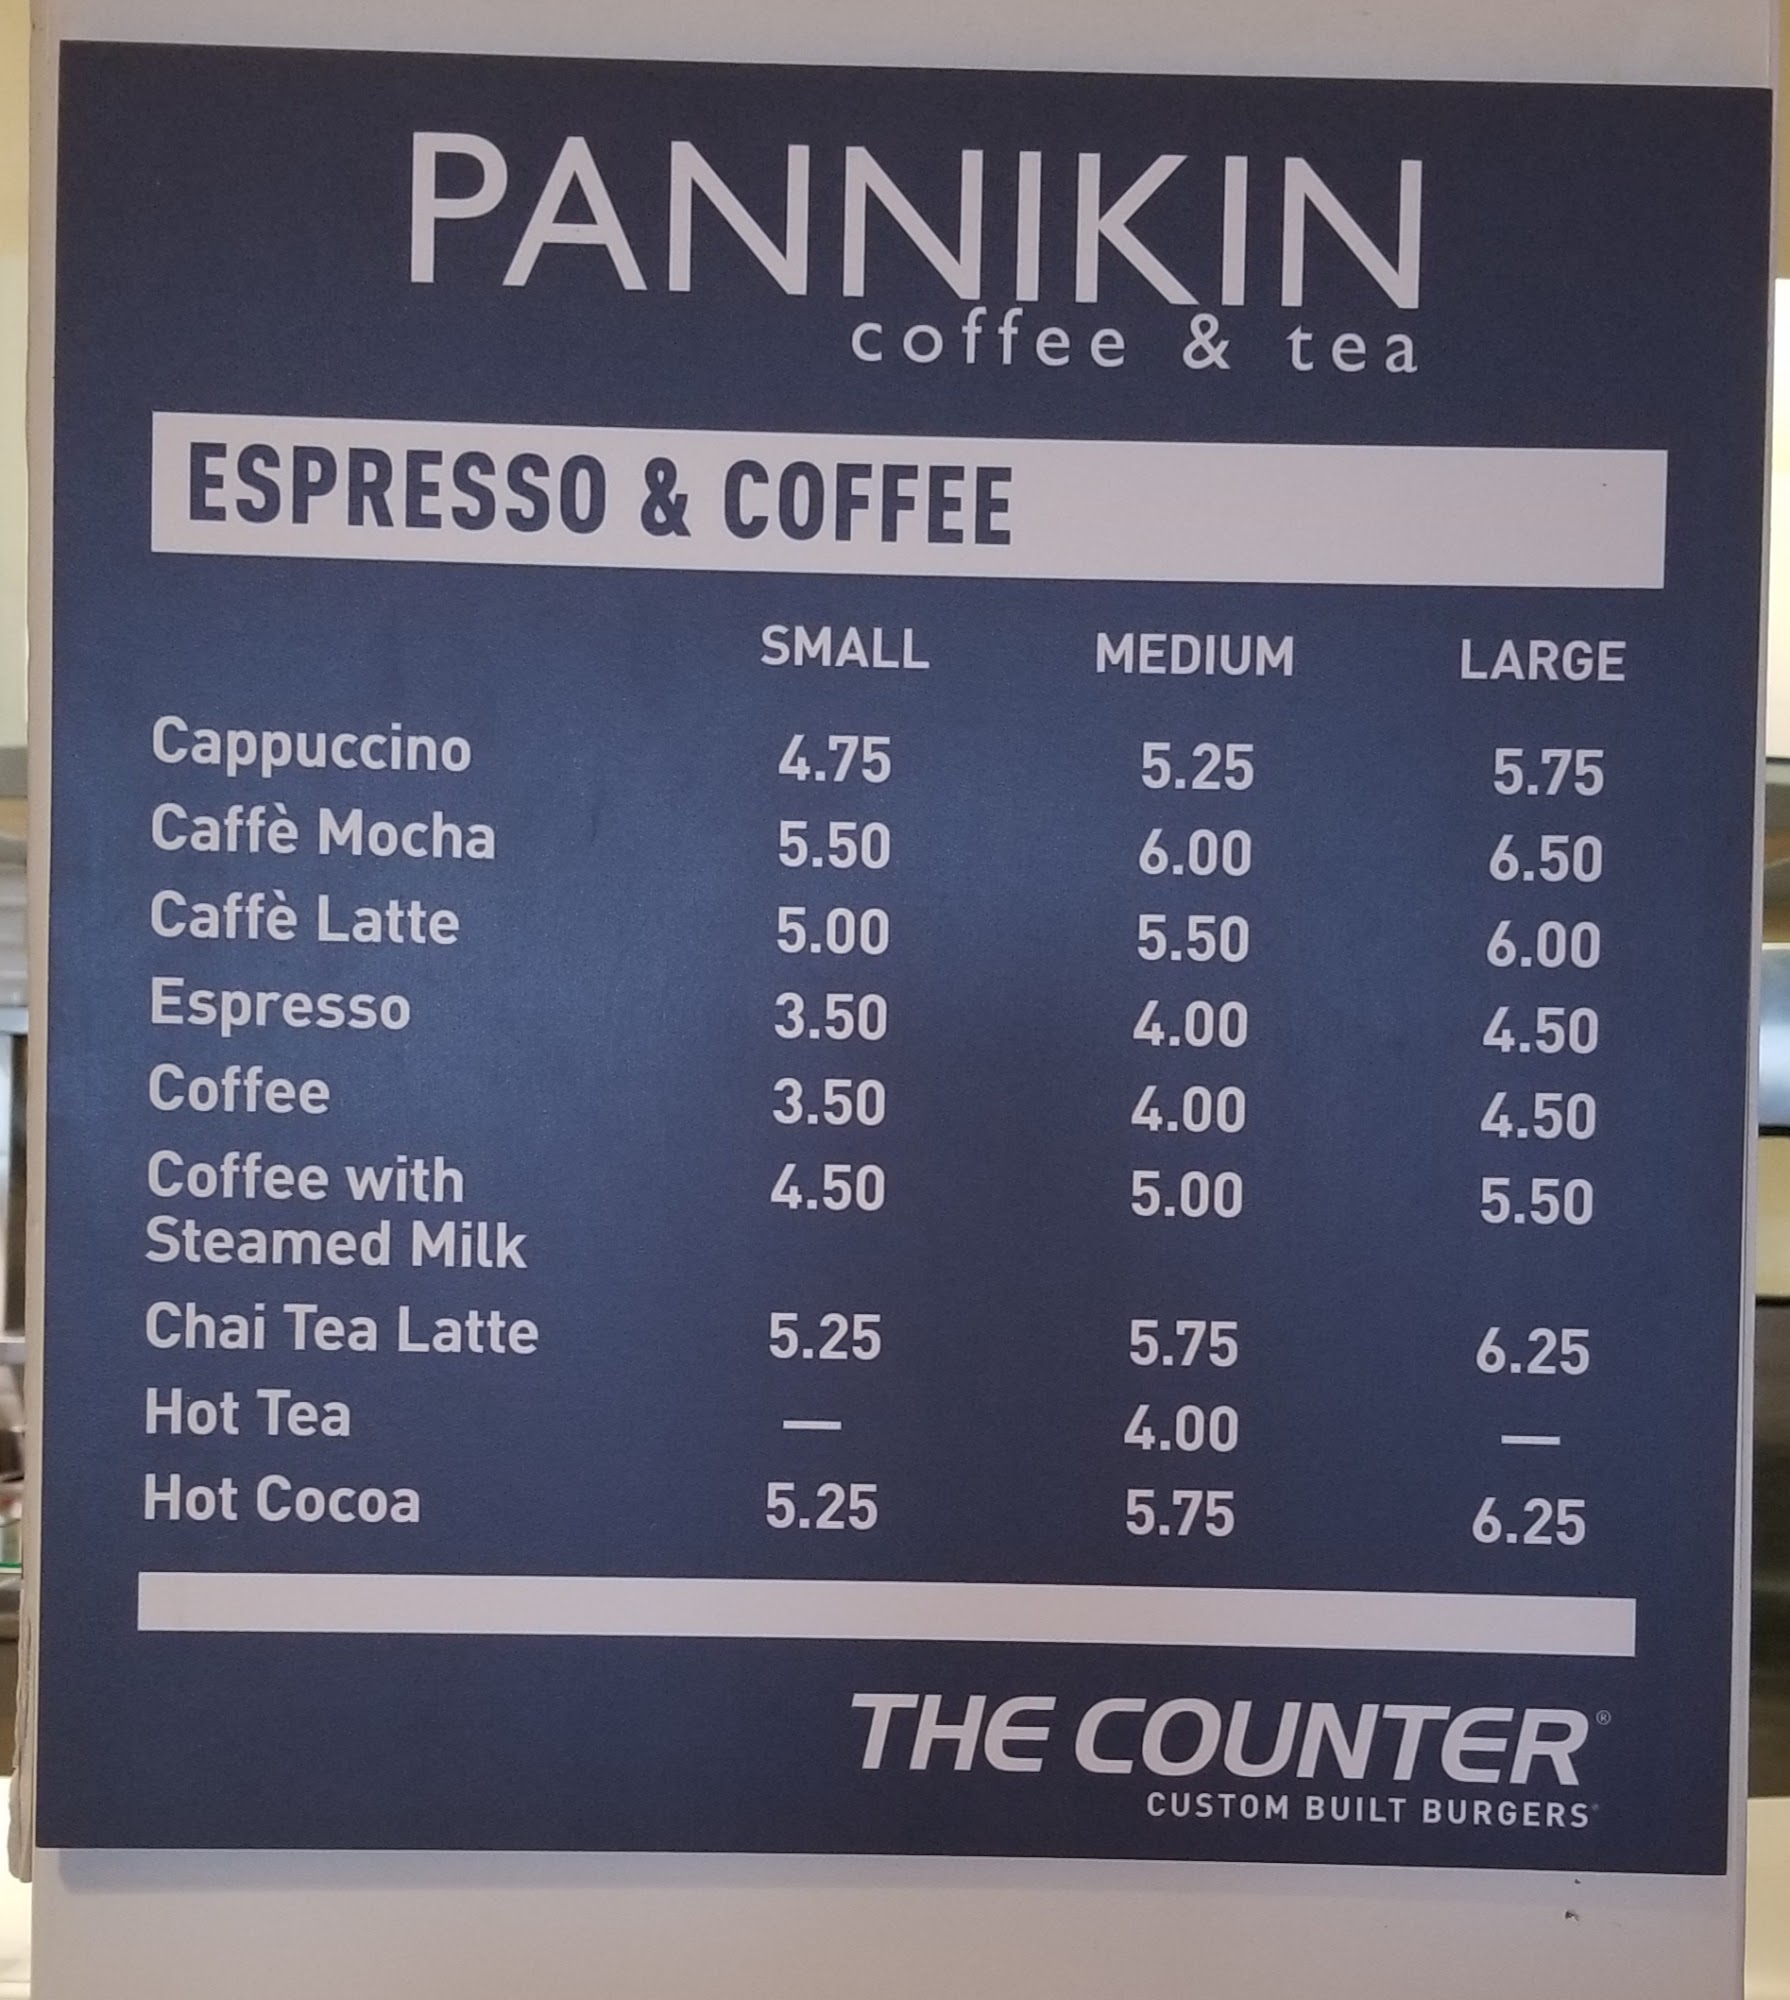 PANNIKIN
coffee & tea
ESPRESSO & COFFEE
SMALL MEDIUM LARGE
Cappuccino 4.75 5.25 5.75
Caffè Mocha 5.50 6.00 6.50
Caffè Latte 5.00 5.50 6.00
Espresso 3.50 4.00 4.50
Coffee 3.50 4.00 4.50
Coffee with 4.50 5.00 5.50
Steamed Milk
Chai Tea Latte 5.25 5.75 6.25
Hot Tea — 4.00 —
Hot Cocoa 5.25 5.75 6.25
THE COUNTER®
CUSTOM BUILT BURGERS®